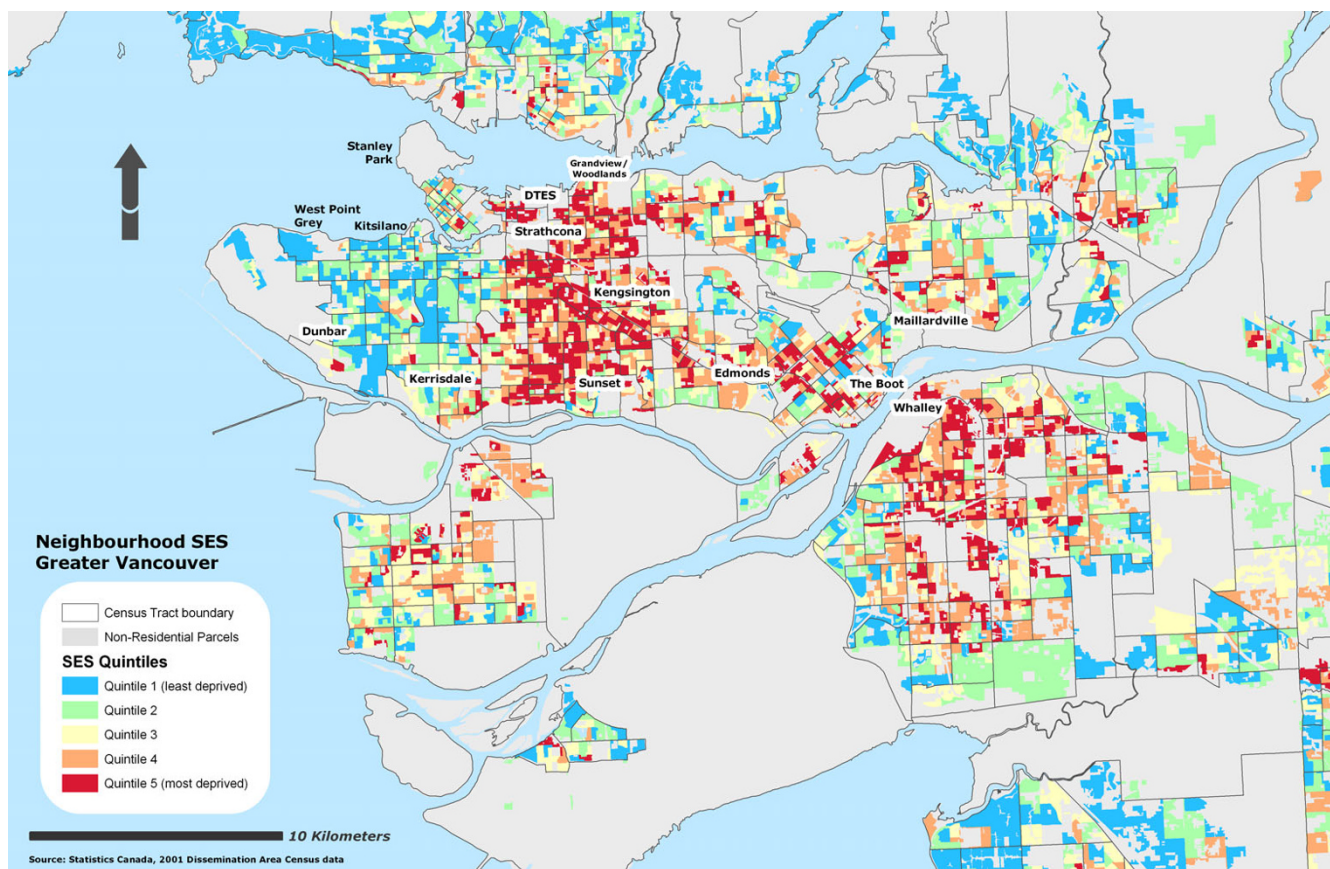 Stanley
Park
Grandview/
Woodlands
DTES
West Point
Grey
Kitsilano
Strathcona
Kengsington
Dunbar
Maillardville
Kerrisdale
Sunset
Edmonds
The Boot
Whalley
Neighbourhood SES
Greater Vancouver
Census Tract boundary
Non-Residential Parcels
SES Quintiles
Quintile 1 (least deprived)
Quintile 2
Quintile 3
Quintile 4
Quintile 5 (most deprived)
10 Kilometers
Source: Statistics Canada, 2001 Dissemination Area Census data